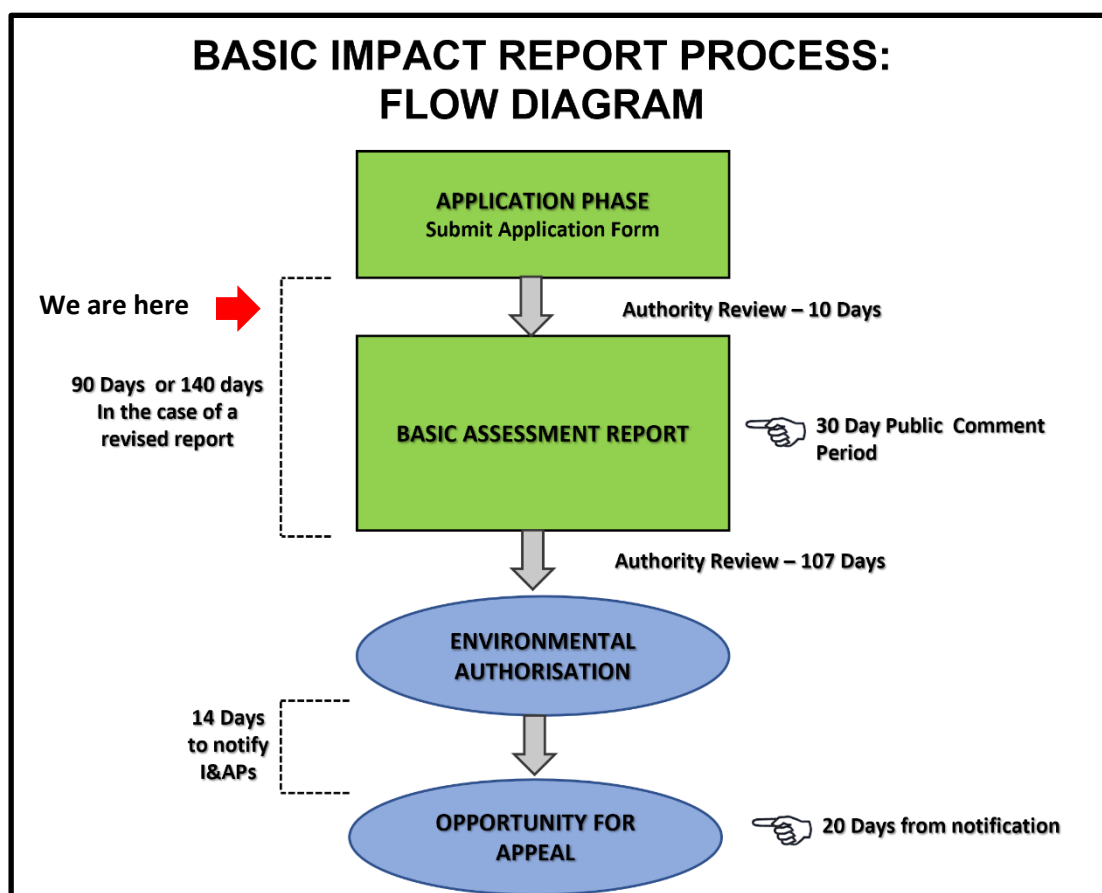 BASIC IMPACT REPORT PROCESS:
FLOW DIAGRAM
APPLICATION PHASE
Submit Application Form
We are here
Authority Review – 10 Days
90 Days or 140 days
In the case of a
revised report
BASIC ASSESSMENT REPORT
30 Day Public Comment
Period
Authority Review – 107 Days
ENVIRONMENTAL
AUTHORISATION
14 Days
to notify
I&APs
OPPORTUNITY FOR
APPEAL
20 Days from notification